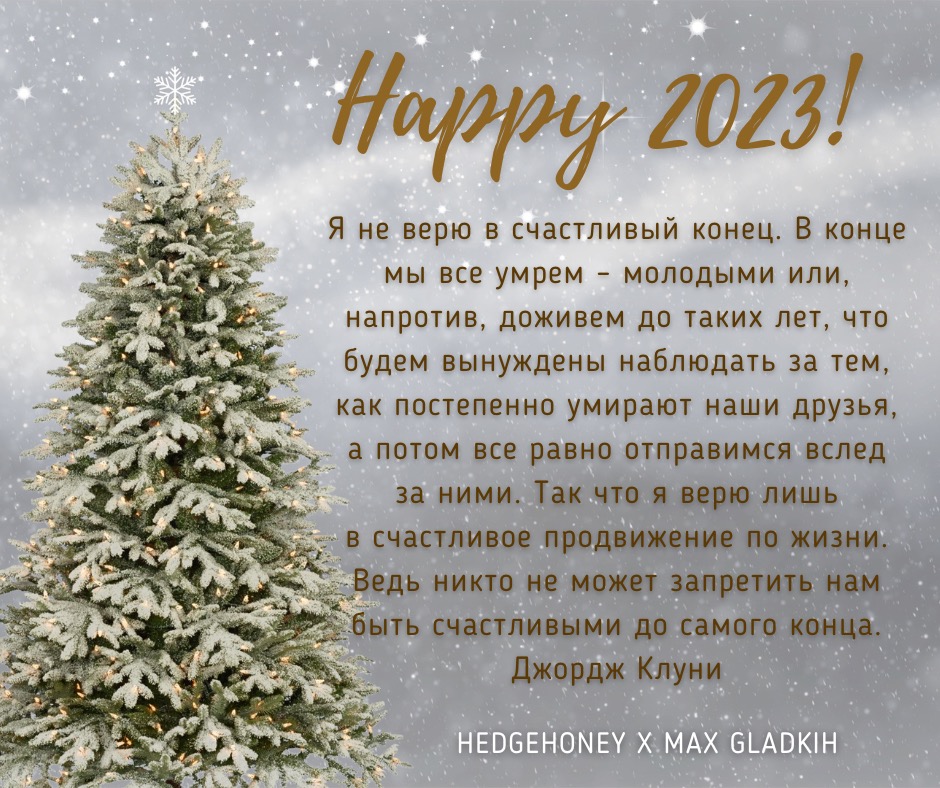 Happy 2023!
Я не верю в счастливый конец. В конце
мы все умрем – молодыми или,
напротив, доживем до таких лет, что
будем вынуждены наблюдать за тем,
как постепенно умирают наши друзья,
а потом все равно отправимся вслед
за ними. Так что я верю лишь
в счастливое продвижение по жизни.
Ведь никто не может запретить нам
быть счастливыми до самого конца.
Джордж Клуни
HEDGEHONEY X MAX GLADKIH